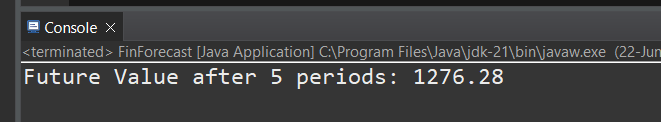 Console
<terminated> FinForecast [Java Application] C:\Program Files\Java\jdk-21\bin\javaw.exe (22-Jun
Future Value after 5 periods: 1276.28